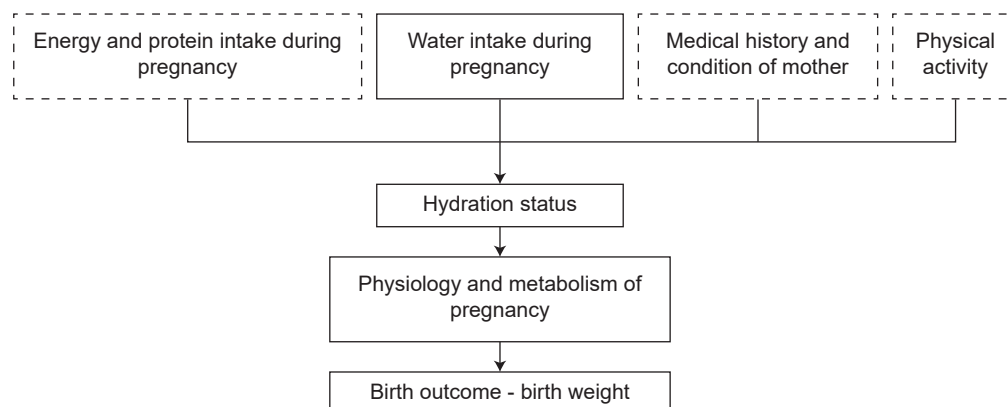 Energy and protein intake during
pregnancy
Water intake during
pregnancy
Medical history and
condition of mother
Physical
activity
Hydration status
Physiology and metabolism of
pregnancy
Birth outcome - birth weight